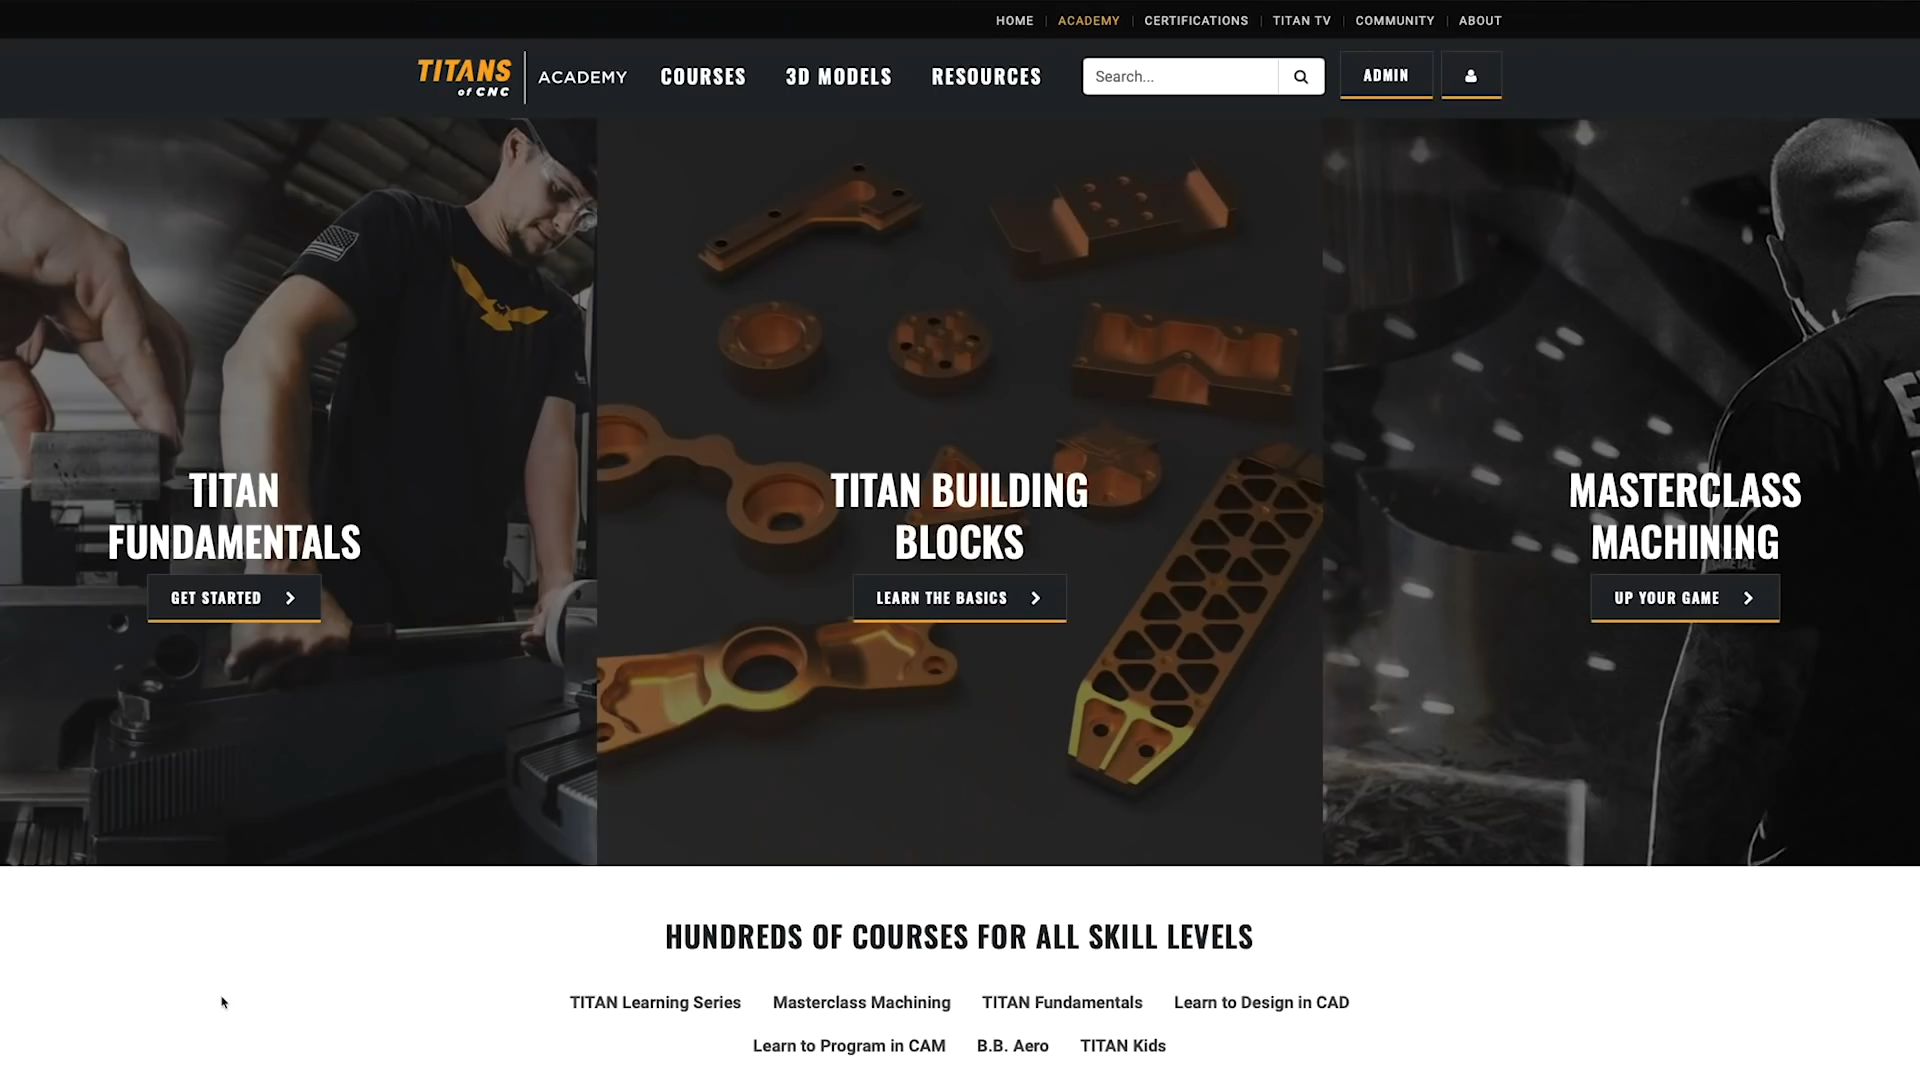 HOME ACADEMY CERTIFICATIONS TITAN TV COMMUNITY ABOUT
TITANS of CNC ACADEMY COURSES 3D MODELS RESOURCES Search... ADMIN
TITAN
FUNDAMENTALS
GET STARTED
TITAN BUILDING
BLOCKS
LEARN THE BASICS
MASTERCLASS
MACHINING
UP YOUR GAME
HUNDREDS OF COURSES FOR ALL SKILL LEVELS
TITAN Learning Series Masterclass Machining TITAN Fundamentals Learn to Design in CAD
Learn to Program in CAM B.B. Aero TITAN Kids